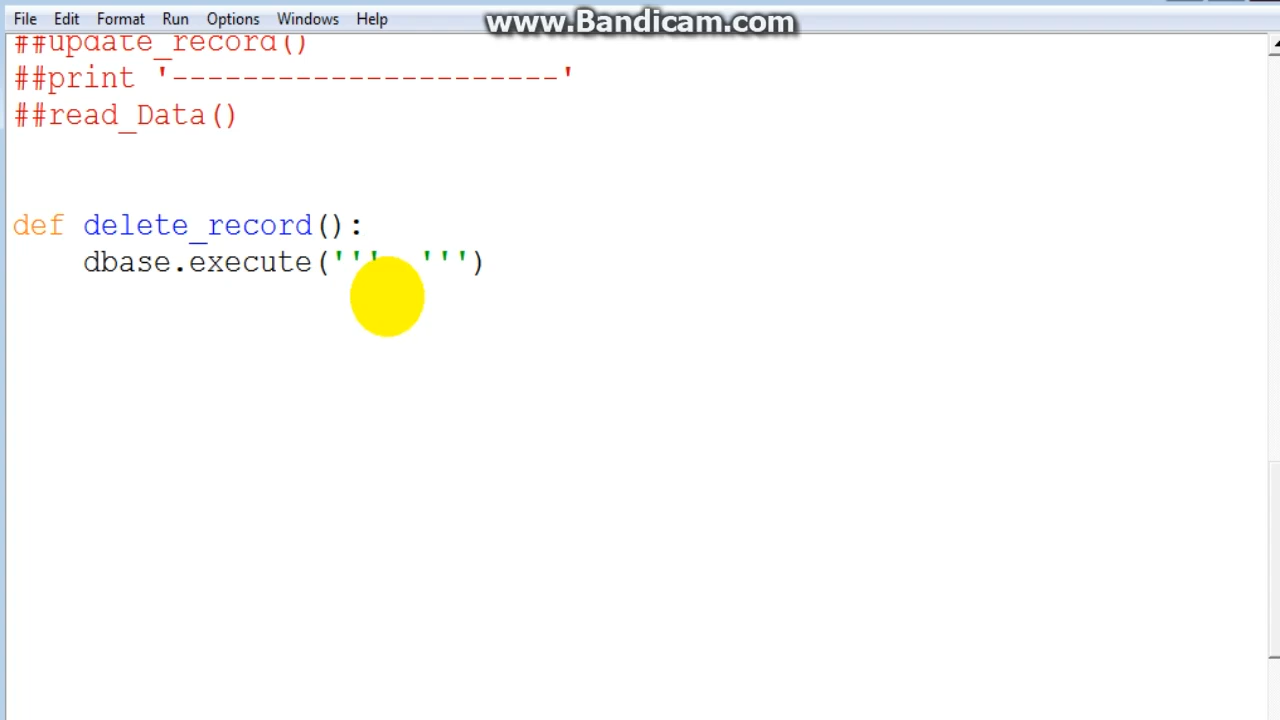 File Edit Format Run Options Windows Help
www.Bandicam.com
##update_record()
##print '----------------------'
##read_Data()
def delete_record():
dbase.execute('''  ''')